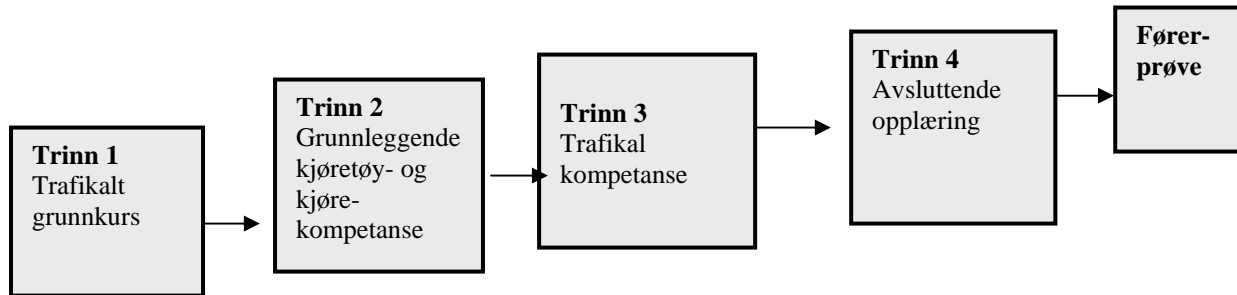 Trinn 1
Trafikalt
grunnkurs
Trinn 2
Grunnleggende
kjøretøy- og
kjøre-
kompetanse
Trinn 3
Trafikal
kompetanse
Trinn 4
Avsluttende
opplæring
Fører-
prøve